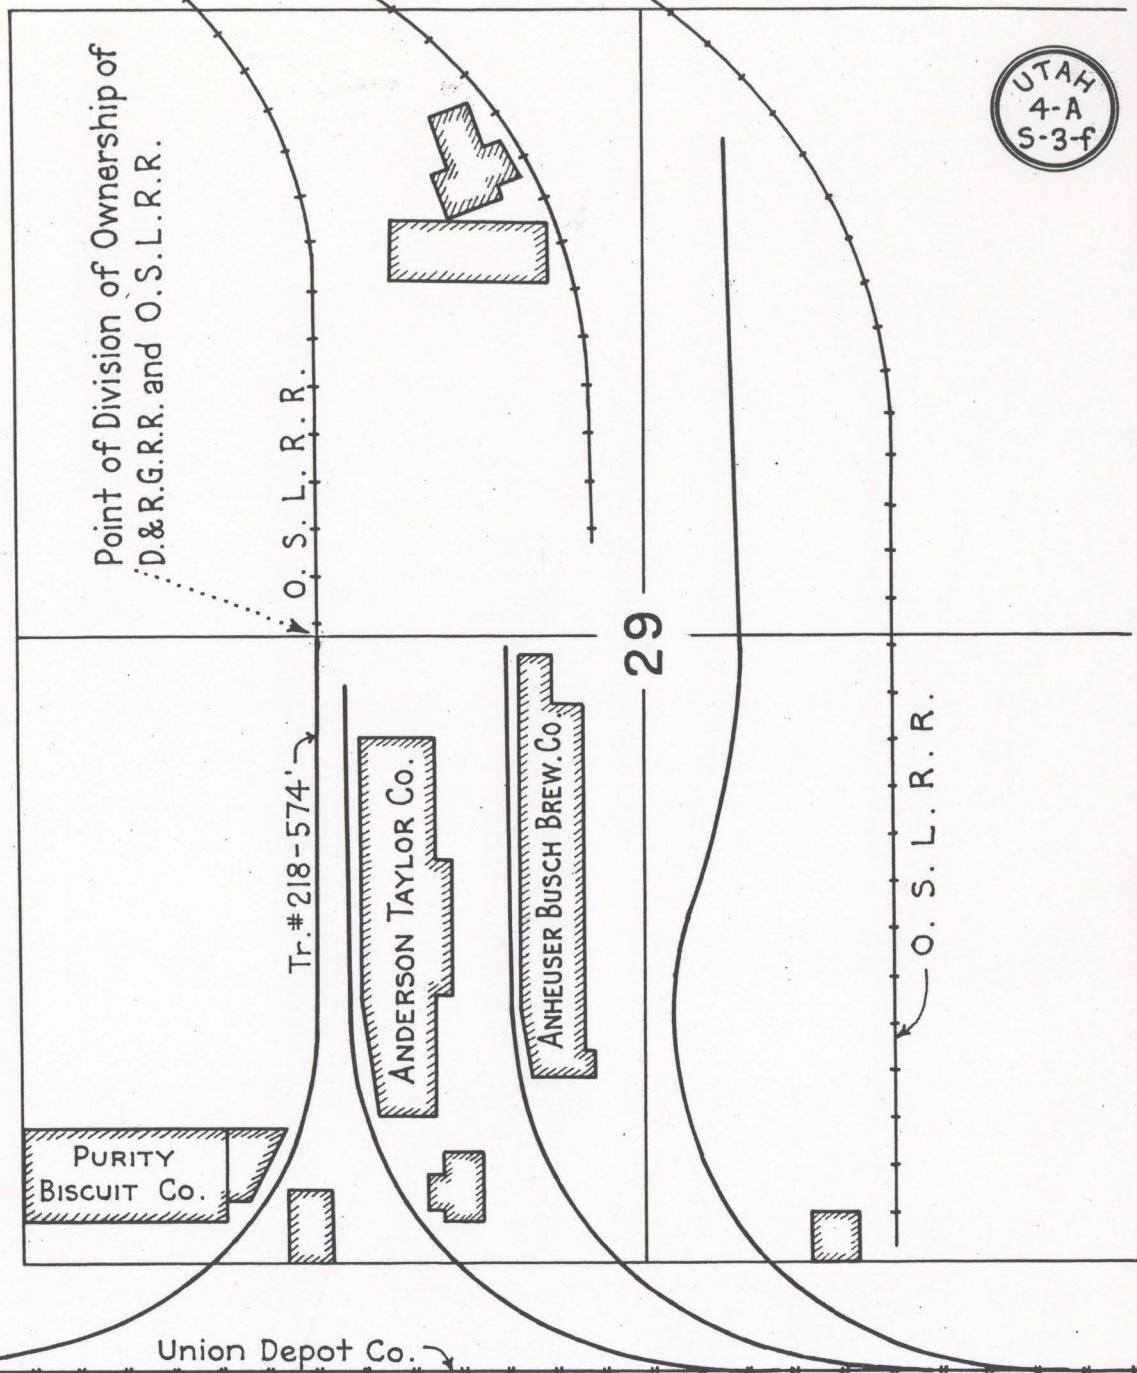 UTAH
4-A
S-3-f
Point of Division of Ownership of
D.&R.G.R.R. and O.S.L.R.R.
O. S. L. R. R.
29
Tr.#218-574'
ANDERSON TAYLOR Co.
ANHEUSER BUSCH BREW. Co.
O. S. L. R. R.
PURITY
BISCUIT Co.
Union Depot Co.